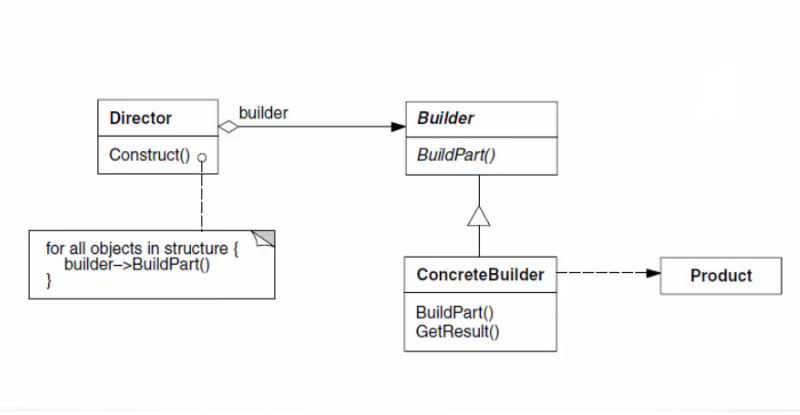 Director
Construct()
builder
Builder
BuildPart()
for all objects in structure {
builder–>BuildPart()
}
ConcreteBuilder
BuildPart()
GetResult()
Product